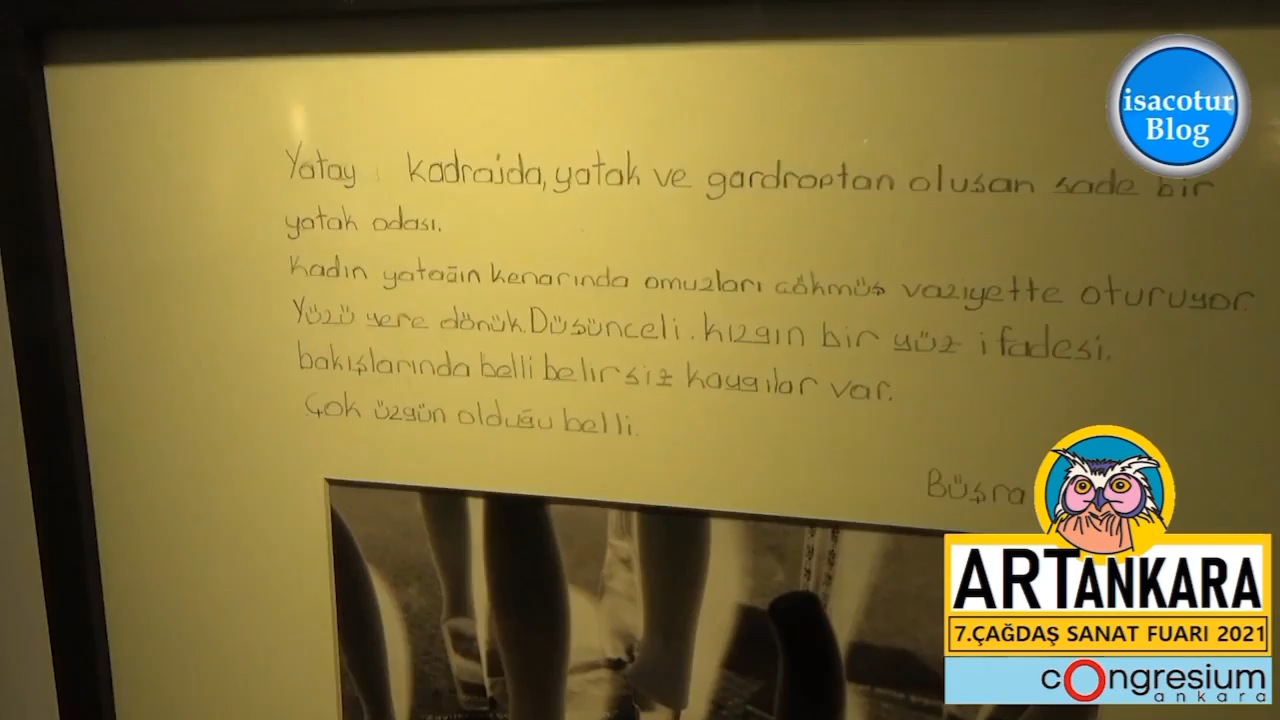 isacotur
Blog
Yatay kadrajda, yatak ve gardroptan oluşan sade bir
yatak odası.
Kadın yatağın kenarında omuzları çökmüş vaziyette oturuyor.
Yüzü yere dönük. Düşünceli. kızgın bir yüz ifadesi.
bakışlarında belli belirsiz kaygılar var.
Çok üzgün olduğu belli.
Büşra
ARTANKARA
7.ÇAĞDAŞ SANAT FUARI 2021
cOngresium
ankara